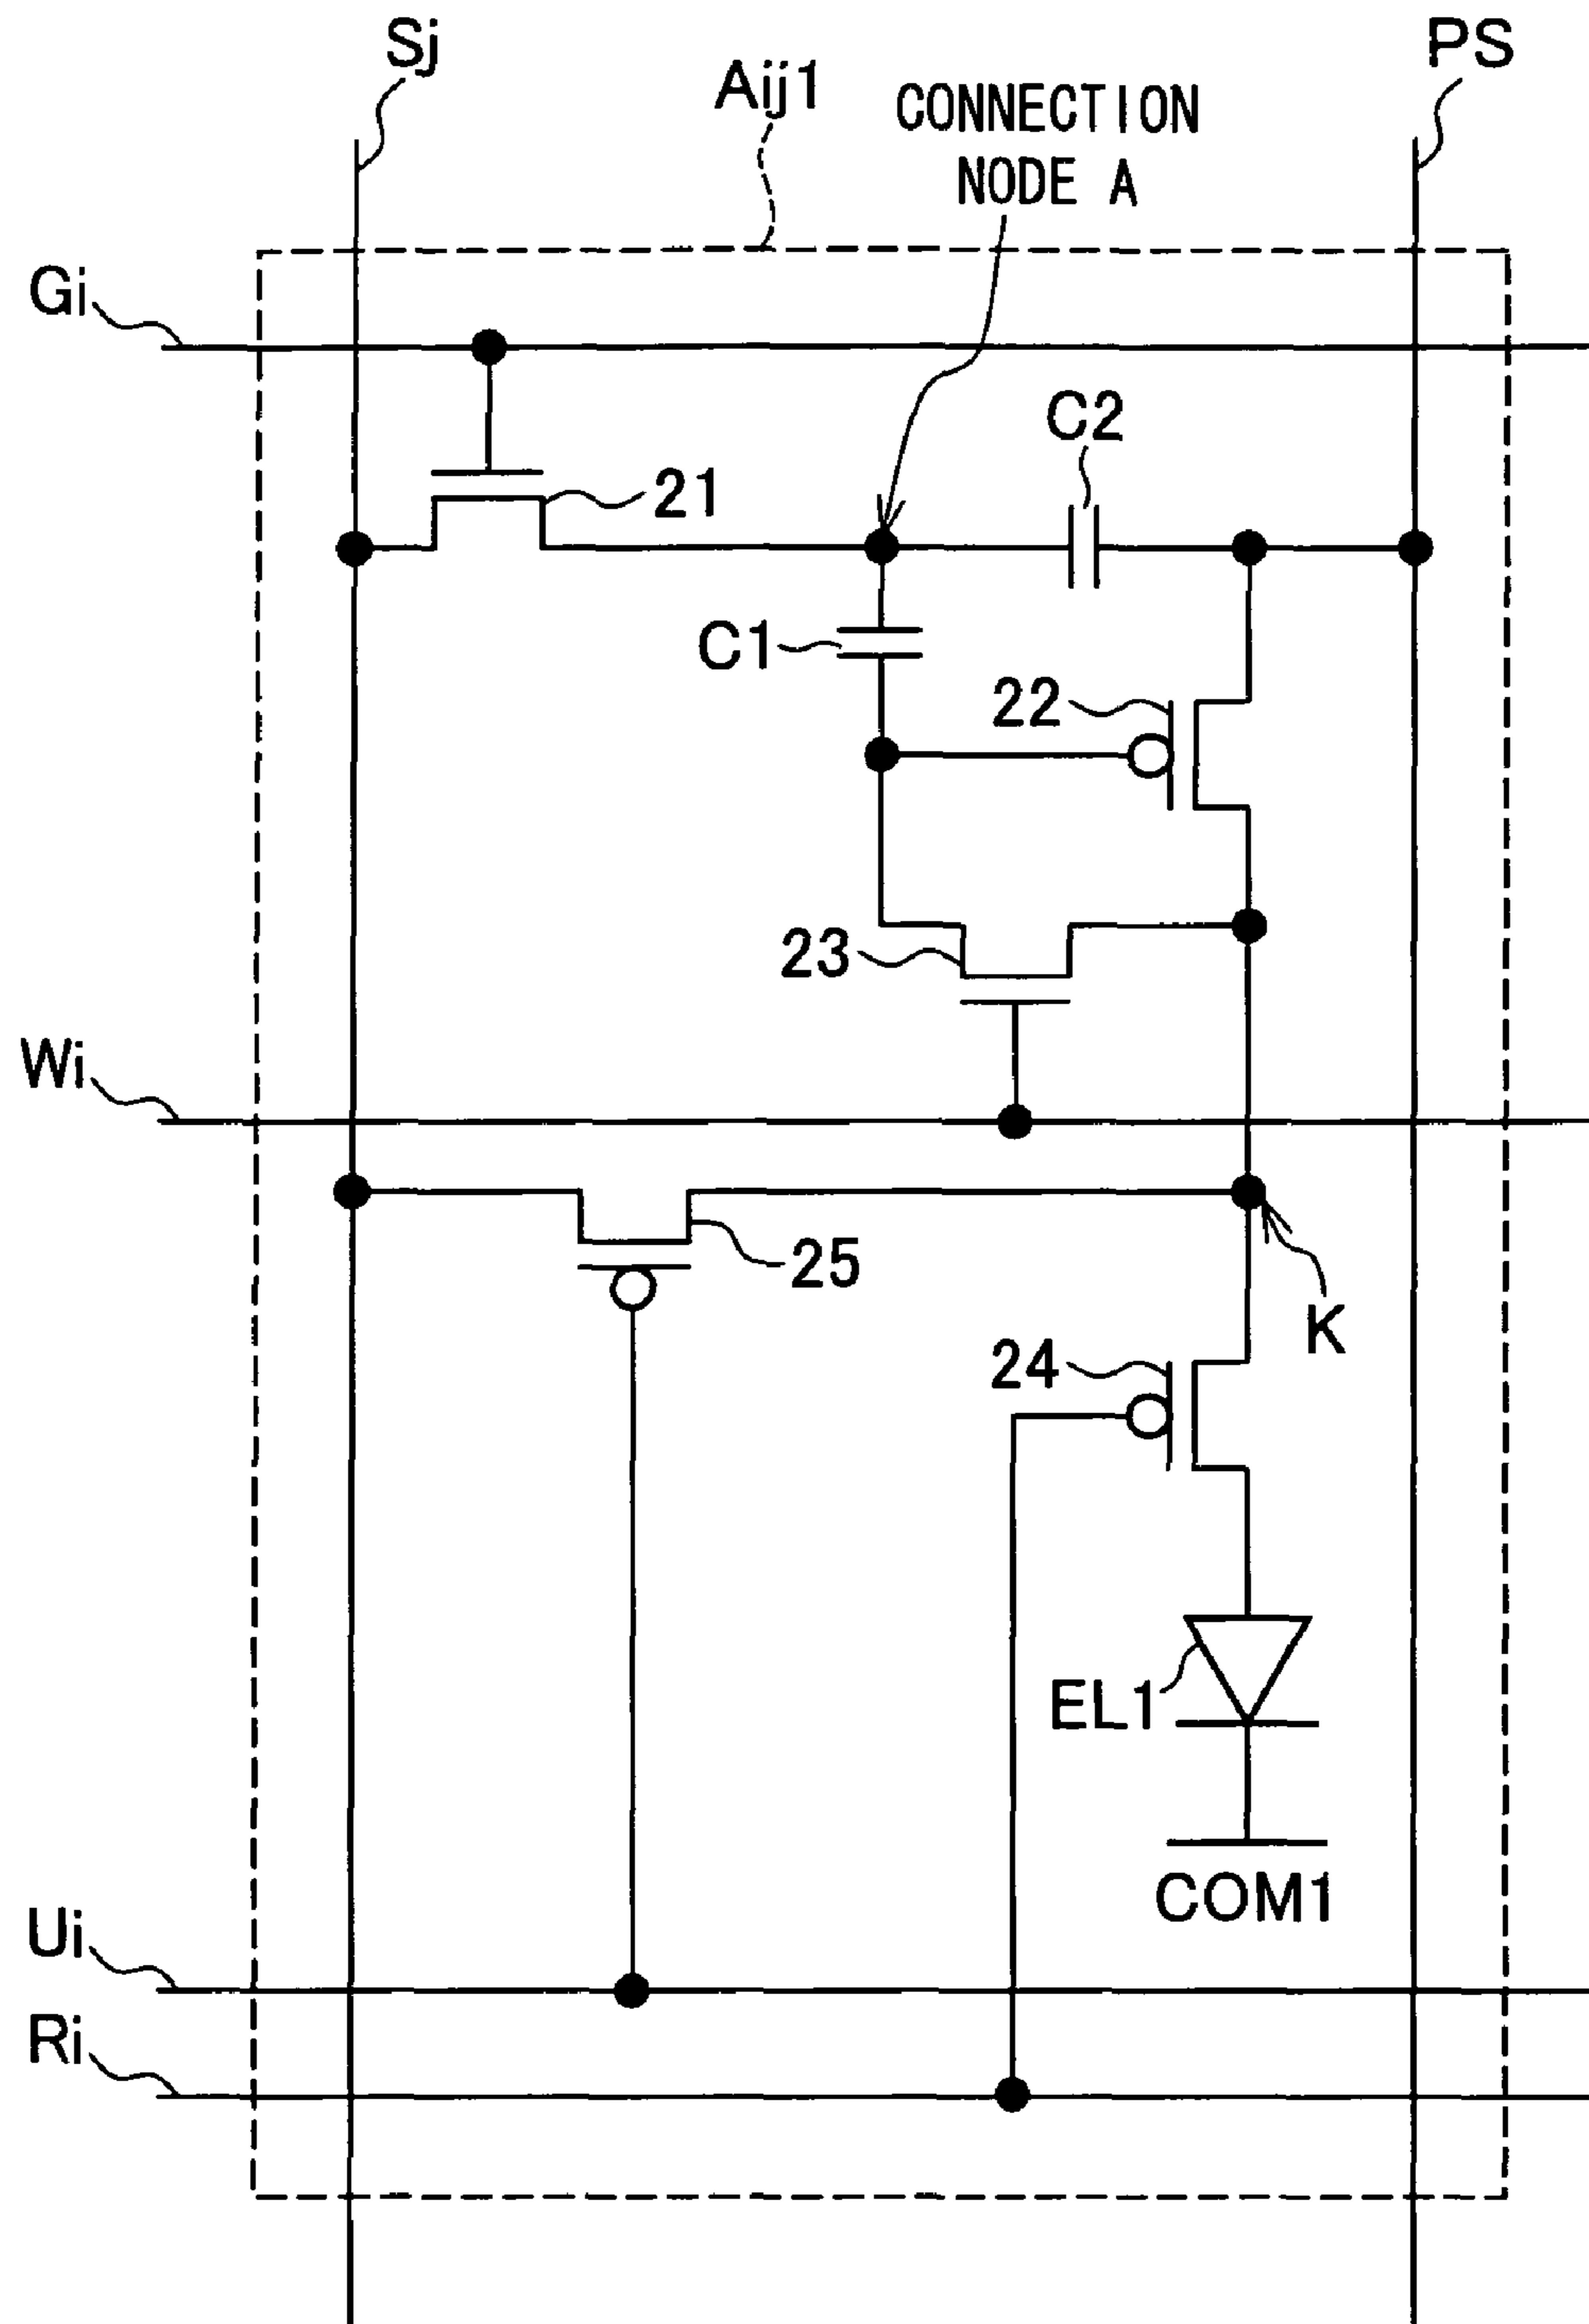 Sj
PS
Aij1
CONNECTION
NODE A
Gi
C2
21
C1
22
23
Wi
25
K
24
EL1
COM1
Ui
Ri